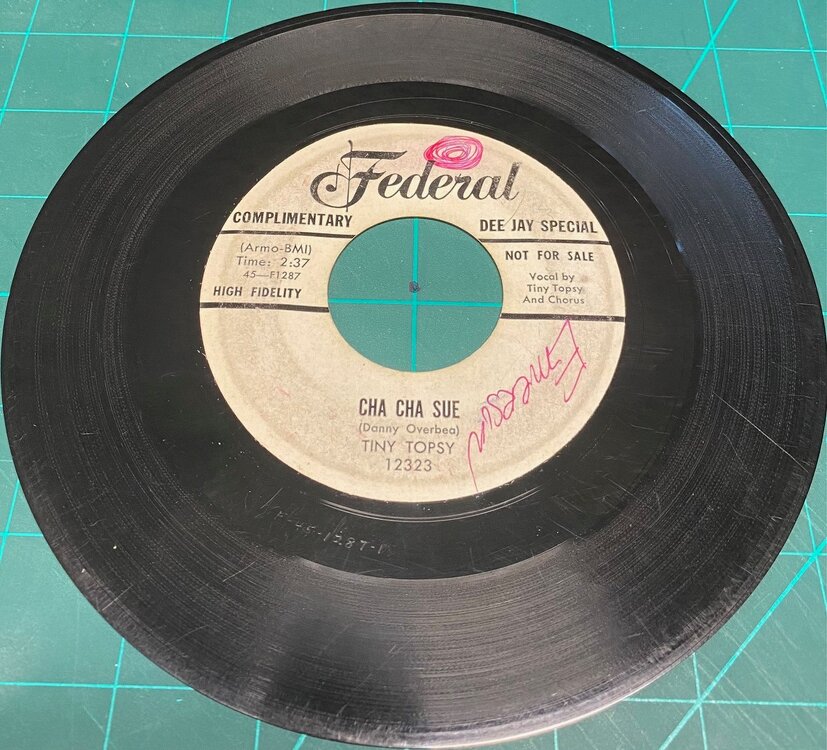 Federal
COMPLIMENTARY
DEE JAY SPECIAL
(Armo-BMI)
Time: 2:37
45—F1287
HIGH FIDELITY
NOT FOR SALE
Vocal by
Tiny Topsy
And Chorus
CHA CHA SUE
(Danny Overbea)
TINY TOPSY
12323